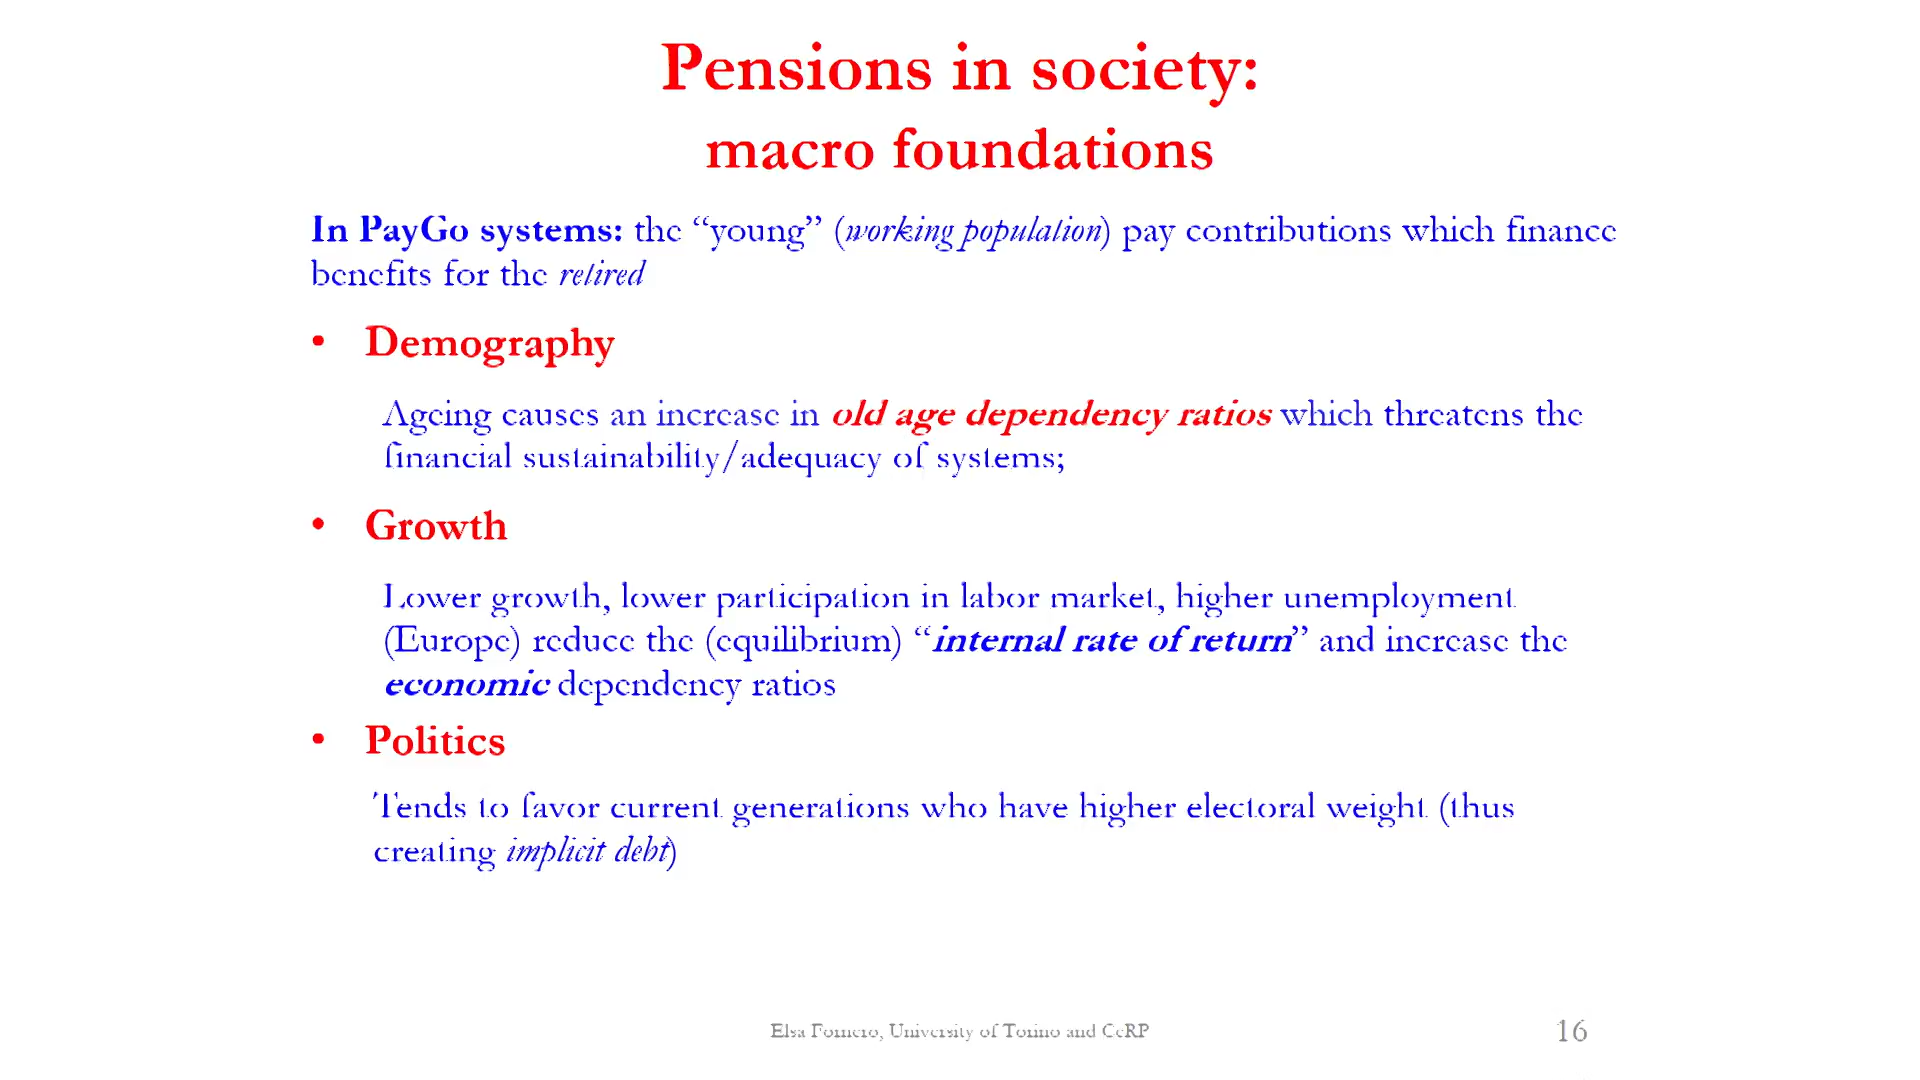 Pensions in society:
macro foundations
In PayGo systems: the “young” (working population) pay contributions which finance
benefits for the retired
• Demography
Ageing causes an increase in old age dependency ratios which threatens the
financial sustainability/adequacy of systems;
• Growth
Lower growth, lower participation in labor market, higher unemployment
(Europe) reduce the (equilibrium) “internal rate of return” and increase the
economic dependency ratios
• Politics
Tends to favor current generations who have higher electoral weight (thus
creating implicit debt)
Elsa Fornero, University of Torino and CeRP
16